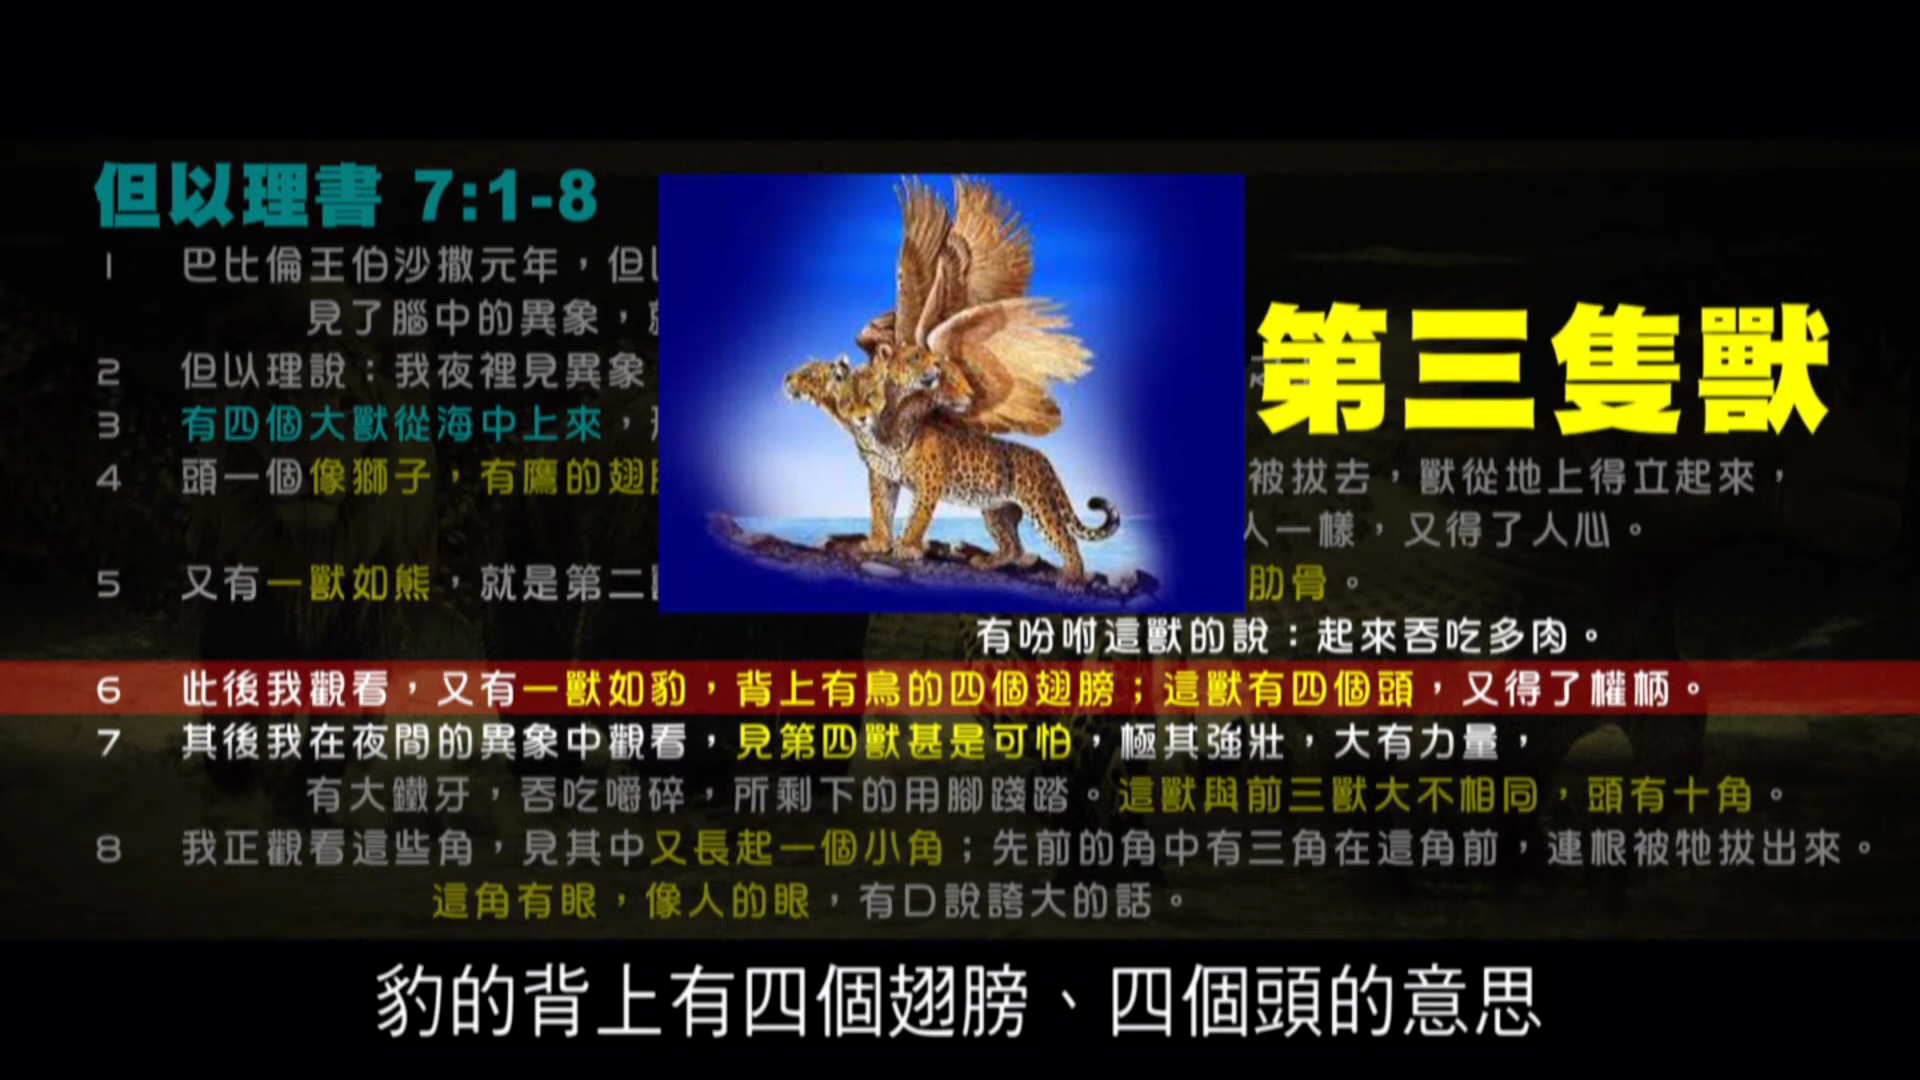 但以理書 7:1-8
第三隻獸
1 巴比倫王伯沙撒元年，但
見了腦中的異象，
2 但以理說：我夜裡見異象
3 有四個大獸從海中上來，
4 頭一個像獅子，有鷹的翅
被拔去，獸從地上得立起來，
人一樣，又得了人心。
5 又有一獸如熊，就是第二
肋骨。
有吩咐這獸的說：起來吞吃多肉。
6 此後我觀看，又有一獸如豹，背上有鳥的四個翅膀；這獸有四個頭，又得了權柄。
7 其後我在夜間的異象中觀看，見第四獸甚是可怕，極其強壯，大有力量，
有大鐵牙，吞吃嚼碎，所剩下的用腳踐踏。這獸與前三獸大不相同，頭有十角。
8 我正觀看這些角，見其中又長起一個小角；先前的角中有三角在這角前，連根被牠拔出來。
這角有眼，像人的眼，有口說誇大的話。
豹的背上有四個翅膀、四個頭的意思